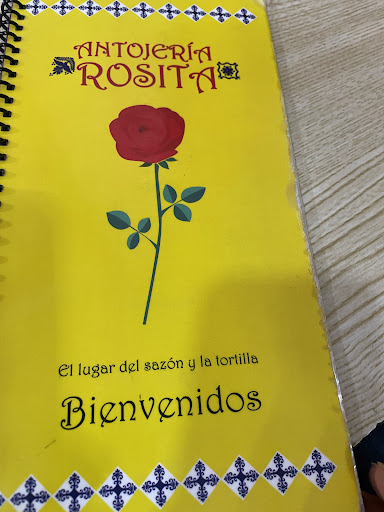 ANTOJERÍA
ROSITA
El lugar del sazón y la tortilla
Bienvenidos